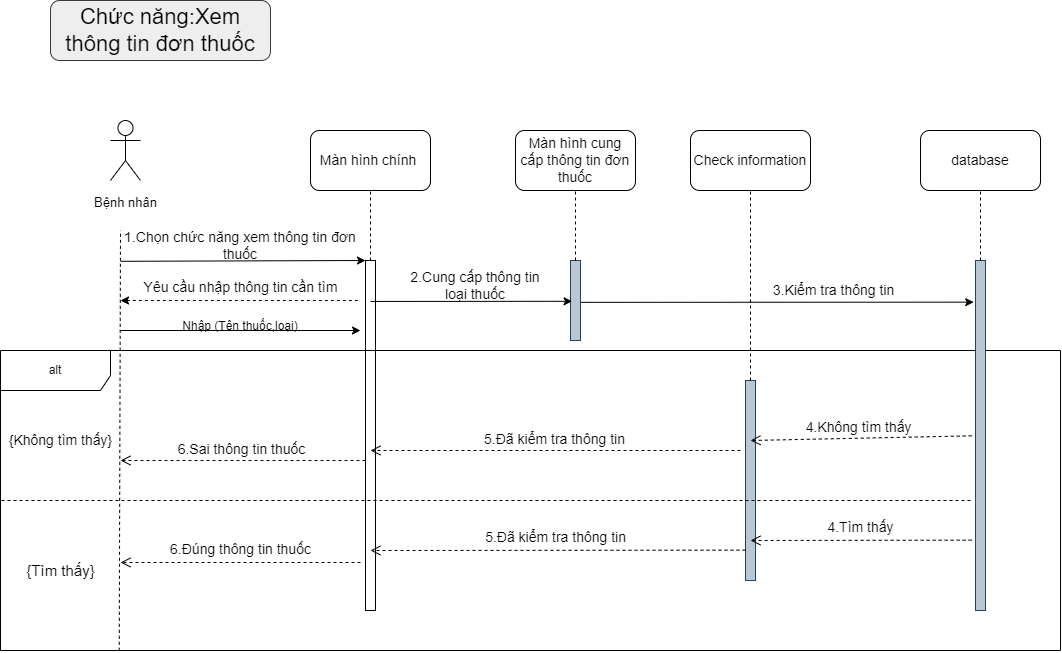 Chức năng:Xem
thông tin đơn thuốc
Bệnh nhân
Màn hình chính
Màn hình cung
cấp thông tin đơn
thuốc
Check information
database
1.Chọn chức năng xem thông tin đơn
thuốc
Yêu cầu nhập thông tin cần tìm
2.Cung cấp thông tin
loại thuốc
3.Kiểm tra thông tin
Nhập (Tên thuốc,loại)
alt
{Không tìm thấy}
4.Không tìm thấy
5.Đã kiểm tra thông tin
6.Sai thông tin thuốc
{Tìm thấy}
4.Tìm thấy
5.Đã kiểm tra thông tin
6.Đúng thông tin thuốc